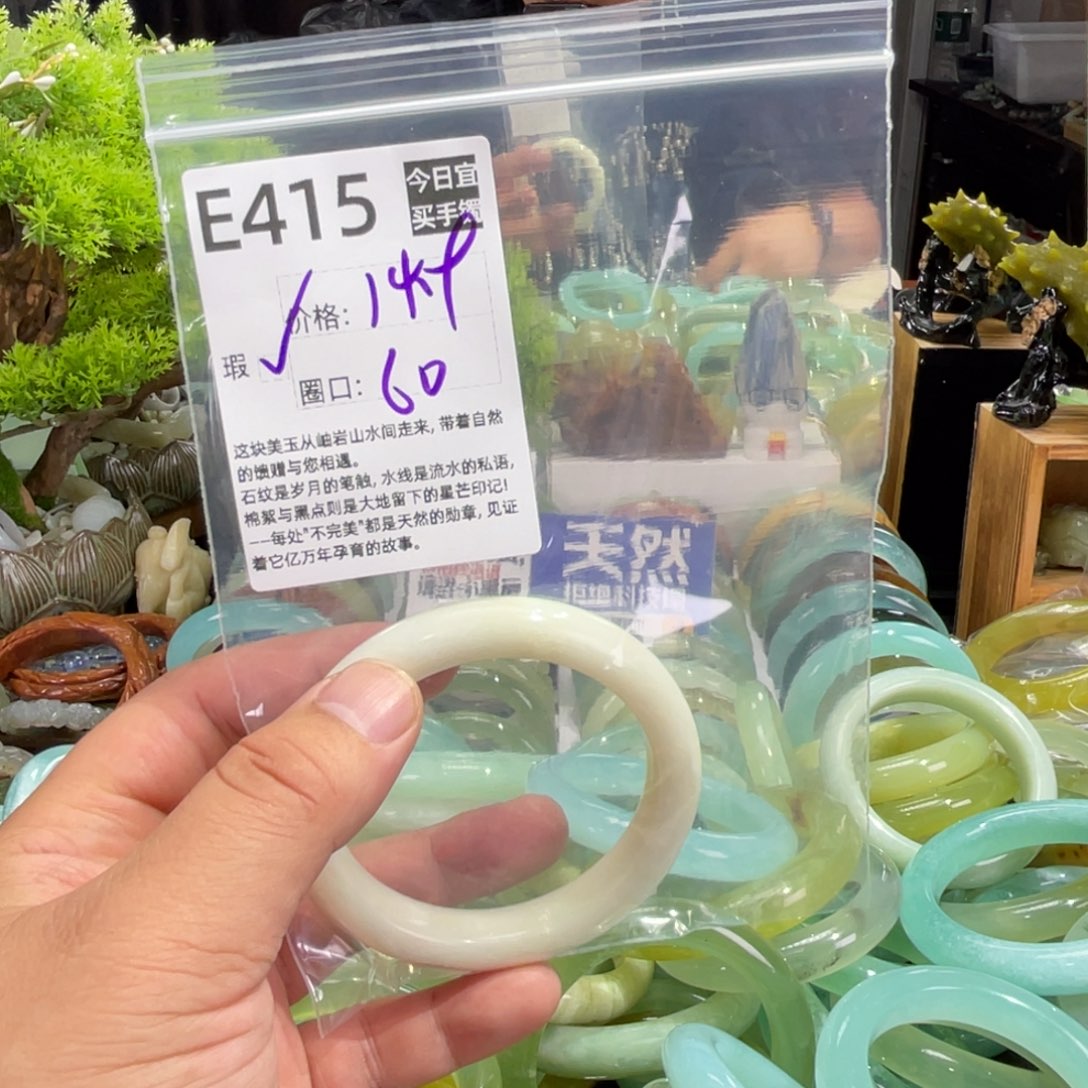 E415
今日宜
买手镯
价格: 149
瑕 ✓
圈口: 60
这块美玉从岫岩山水间走来, 带着自然
的馈赠与您相遇。
石纹是岁月的笔触, 水线是流水的私语,
棉絮与黑点则是大地留下的星芒印记!
——每处"不完美"都是天然的勋章, 见证
着它亿万年孕育的故事。
天然